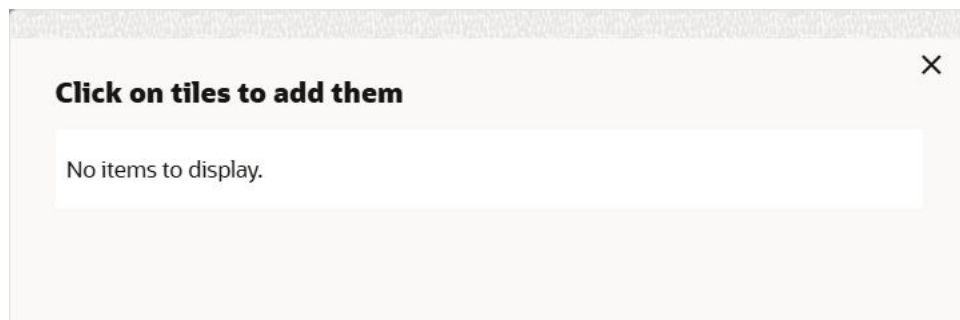 Click on tiles to add them
No items to display.